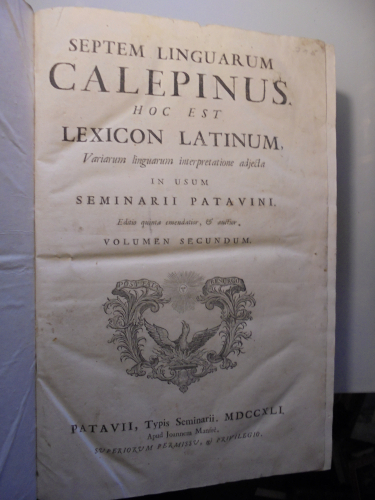 SEPTEM LINGUARUM
CALEPINUS.
HOC EST
LEXICON LATINUM,
Variarum linguarum interpretatione adjecta
IN USUM
SEMINARII PATAVINI.
Editio quinta emendatior, & auctior,
VOLUMEN SECUNDUM.
PATAVII, Typis Seminarii. MDCCXLI.
Apud Joannem Manfrè.
SUPERIORUM PERMISSU, & PRIVILEGIO.